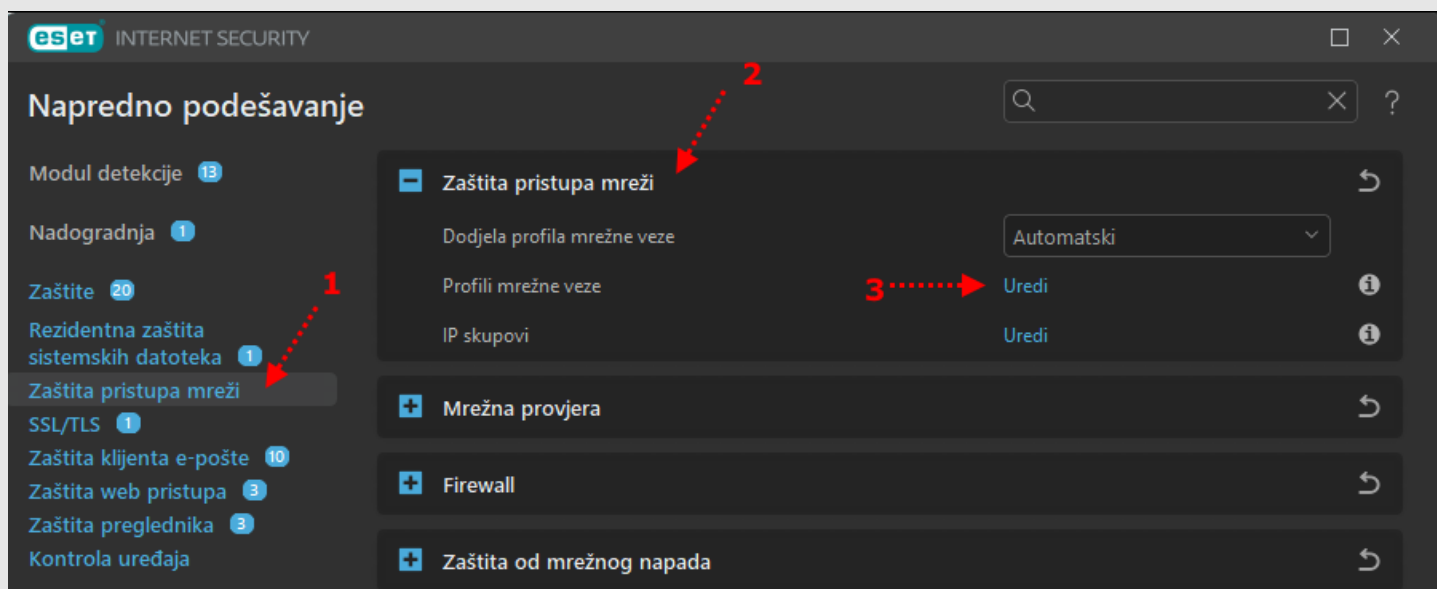 eset INTERNET SECURITY
2
Napredno podešavanje
?
Modul detekcije 13
Zaštita pristupa mreži
Nadogradnja 1
Dodjela profila mrežne veze Automatski
Zaštite 20
1
Profili mrežne veze 3 Uredi
Rezidentna zaštita
sistemskih datoteka 1
IP skupovi Uredi
Zaštita pristupa mreži
Mrežna provjera
SSL/TLS 1
Zaštita klijenta e-pošte 10
Zaštita web pristupa 3
Firewall
Zaštita preglednika 3
Kontrola uređaja
Zaštita od mrežnog napada